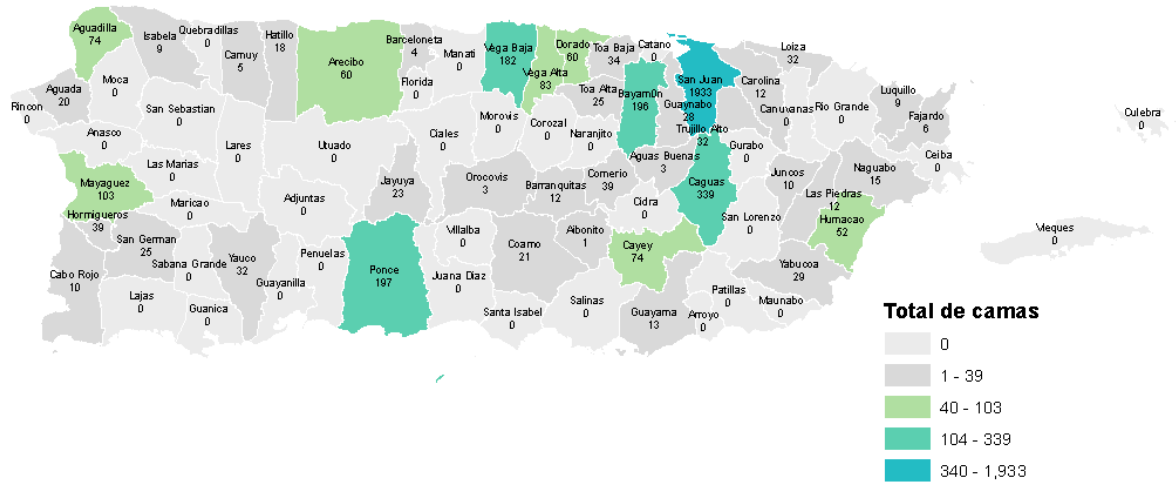 Aguadilla
74
Isabela
9
Quebradillas
0
Camuy
5
Hatillo
18
Arecibo
60
Barceloneta
4
Manati
0
Vega Baja
182
Dorado
60
Toa Baja
34
Catano
0
San Juan
1933
Loiza
32
Carolina
12
Moca
0
Florida
0
Vega Alta
83
Toa Alta
25
Bayam0n
196
Guaynabo
28
Canuvanas
0
Rio Grande
0
Luquillo
9
Fajardo
6
Culebra
0
Aguada
20
Rincon
0
San Sebastian
0
Anasco
0
Lares
0
Utuado
0
Ciales
0
Morovis
0
Corozal
0
Naranjito
0
Trujillo Alto
32
Gurabo
0
Ceiba
0
Las Marias
0
Mayaguez
103
Maricao
0
Adjuntas
0
Jayuya
23
Orocovis
3
Barranquitas
12
Comerio
39
Aguas Buenas
3
Caguas
339
Juncos
10
Naguabo
15
Las Piedras
12
Humacao
52
Hormigueros
39
San German
25
Sabana Grande
0
Yauco
32
Guayanilla
0
Penuelas
0
Ponce
197
Villalba
0
Juana Diaz
0
Coamo
21
Aibonito
1
Cidra
0
Cayey
74
San Lorenzo
0
Yabucoa
29
Vieques
0
Cabo Rojo
10
Lajas
0
Guanica
0
Santa Isabel
0
Salinas
0
Guayama
13
Arroyo
0
Patillas
0
Maunabo
0
Total de camas
0
1 - 39
40 - 103
104 - 339
340 - 1,933